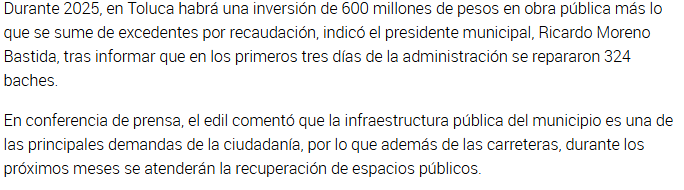 Durante 2025, en Toluca habrá una inversión de 600 millones de pesos en obra pública más lo
que se sume de excedentes por recaudación, indicó el presidente municipal, Ricardo Moreno
Bastida, tras informar que en los primeros tres días de la administración se repararon 324
baches.
En conferencia de prensa, el edil comentó que la infraestructura pública del municipio es una de
las principales demandas de la ciudadanía, por lo que además de las carreteras, durante los
próximos meses se atenderán la recuperación de espacios públicos.